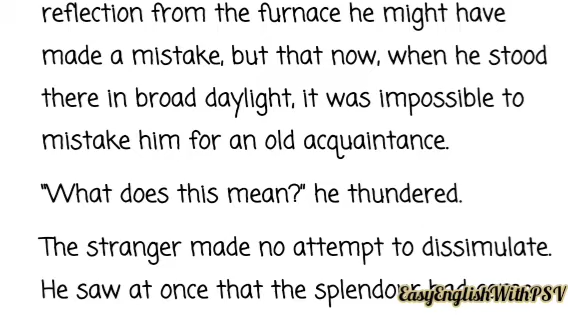 reflection from the furnace he might have
made a mistake, but that now, when he stood
there in broad daylight, it was impossible to
mistake him for an old acquaintance.
"What does this mean?" he thundered.
The stranger made no attempt to dissimulate.
He saw at once that the splendour had
EasyEnglishWithPSV